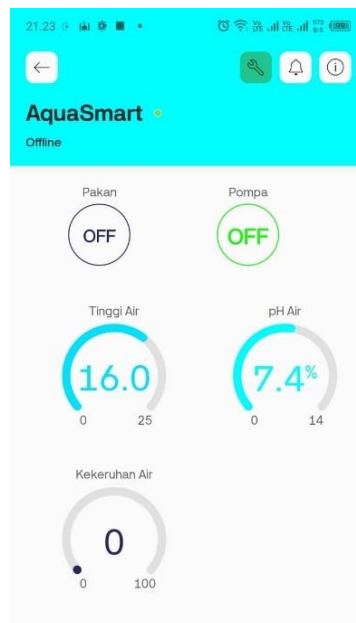 21.23
AquaSmart
Offline
Pakan Pompa
OFF OFF
Tinggi Air pH Air
16.0 7.4%
0 25 0 14
Kekeruhan Air
0
0 100